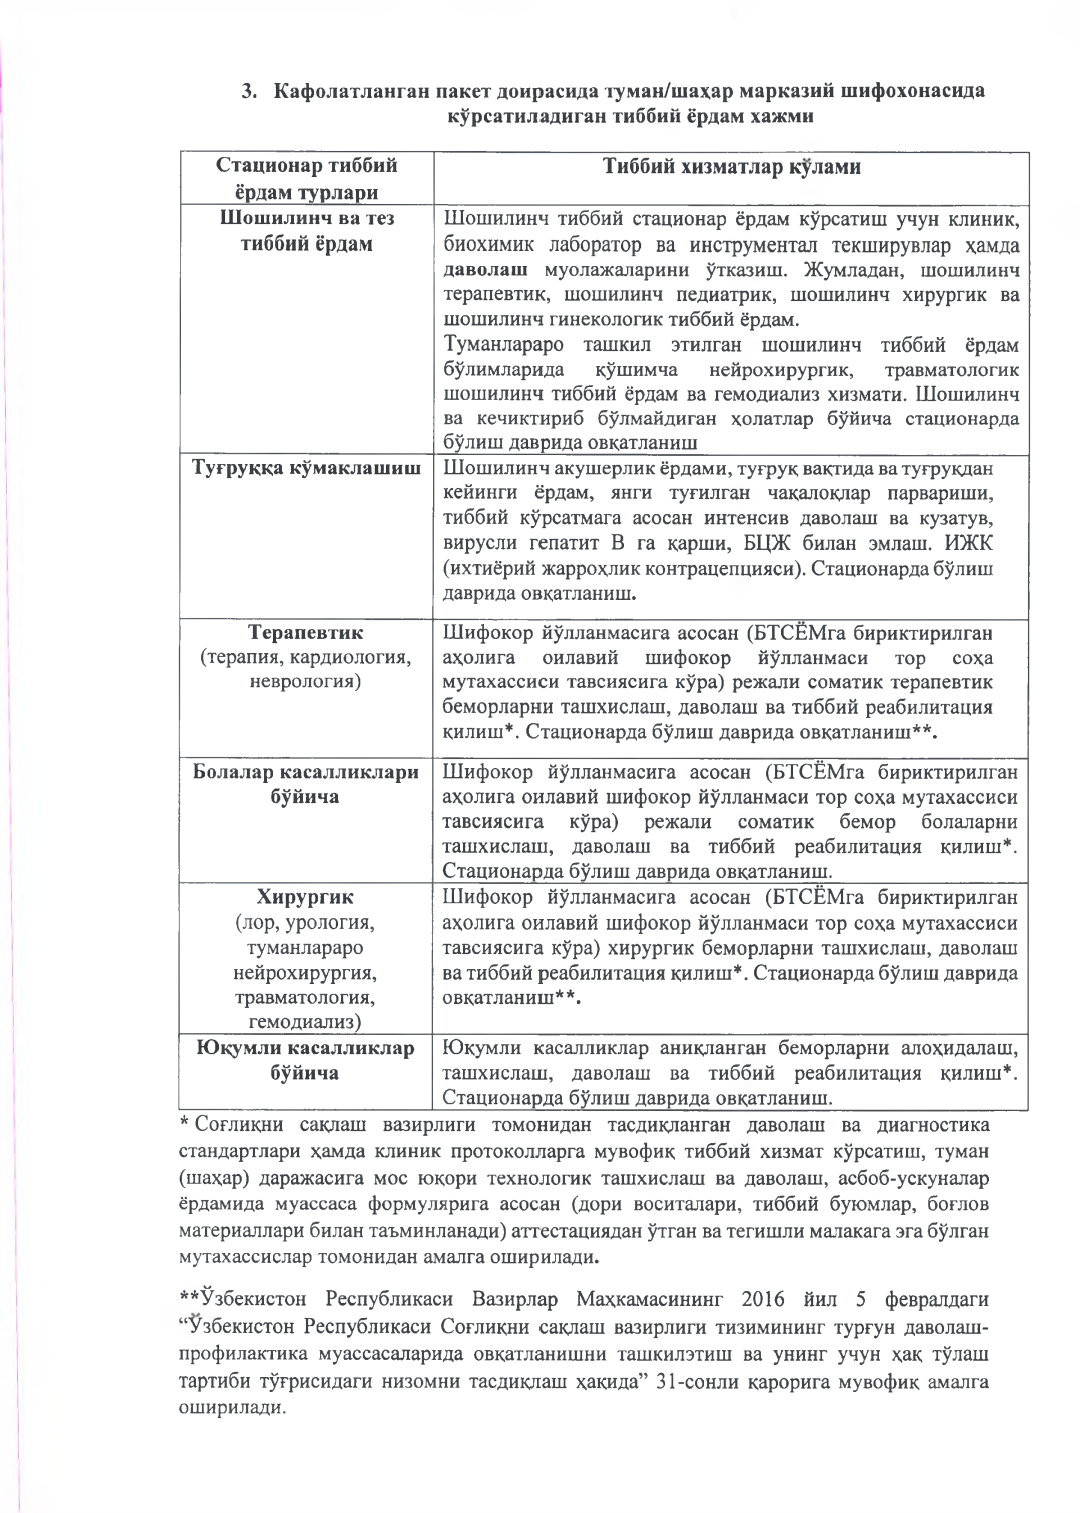 3. Кафолатланган пакет доирасида туман/шаҳар марказий шифохонасида
кўрсатиладиган тиббий ёрдам хажми
Стационар тиббий
ёрдам турлари
Тиббий хизматлар кўлами
Шошилинч ва тез
тиббий ёрдам
Шошилинч тиббий стационар ёрдам кўрсатиш учун клиник,
биохимик лаборатор ва инструментал текширувлар ҳамда
даволаш муолажаларини ўтказиш. Жумладан, шошилинч
терапевтик, шошилинч педиатрик, шошилинч хирургик ва
шошилинч гинекологик тиббий ёрдам.
Туманлараро ташкил этилган шошилинч тиббий ёрдам
бўлимларида қўшимча нейрохирургик, травматологик
шошилинч тиббий ёрдам ва гемодиализ хизмати. Шошилинч
ва кечиктириб бўлмайдиган ҳолатлар бўйича стационарда
бўлиш даврида овқатланиш
Туғруққа кўмаклашиш
Шошилинч акушерлик ёрдами, туғруқ вақтида ва туғруқдан
кейинги ёрдам, янги туғилган чақалоқлар парвариши,
тиббий кўрсатмага асосан интенсив даволаш ва кузатув,
вирусли гепатит В га қарши, БЦЖ билан эмлаш. ИЖК
(ихтиёрий жарроҳлик контрацепцияси). Стационарда бўлиш
даврида овқатланиш.
Терапевтик
(терапия, кардиология,
неврология)
Шифокор йўлланмасига асосан (БТСЁМга бириктирилган
аҳолига оилавий шифокор йўлланмаси тор соҳа
мутахассиси тавсиясига кўра) режали соматик терапевтик
беморларни ташхислаш, даволаш ва тиббий реабилитация
қилиш*. Стационарда бўлиш даврида овқатланиш**.
Болалар касалликлари
бўйича
Шифокор йўлланмасига асосан (БТСЁМга бириктирилган
аҳолига оилавий шифокор йўлланмаси тор соҳа мутахассиси
тавсиясига кўра) режали соматик бемор болаларни
ташхислаш, даволаш ва тиббий реабилитация қилиш*.
Стационарда бўлиш даврида овқатланиш.
Хирургик
(лор, урология,
туманлараро
нейрохирургия,
травматология,
гемодиализ)
Шифокор йўлланмасига асосан (БТСЁМга бириктирилган
аҳолига оилавий шифокор йўлланмаси тор соҳа мутахассиси
тавсиясига кўра) хирургик беморларни ташхислаш, даволаш
ва тиббий реабилитация қилиш*. Стационарда бўлиш даврида
овқатланиш**.
Юқумли касалликлар
бўйича
Юқумли касалликлар аниқланган беморларни алоҳидалаш,
ташхислаш, даволаш ва тиббий реабилитация қилиш*.
Стационарда бўлиш даврида овқатланиш.
* Соғлиқни сақлаш вазирлиги томонидан тасдиқланган даволаш ва диагностика
стандартлари ҳамда клиник протоколларга мувофиқ тиббий хизмат кўрсатиш, туман
(шаҳар) даражасига мос юқори технологик ташхислаш ва даволаш, асбоб-ускуналар
ёрдамида муассаса формулярига асосан (дори воситалари, тиббий буюмлар, боғлов
материаллари билан таъминланади) аттестациядан ўтган ва тегишли малакага эга бўлган
мутахассислар томонидан амалга оширилади.
**Ўзбекистон Республикаси Вазирлар Маҳкамасининг 2016 йил 5 февралдаги
“Ўзбекистон Республикаси Соғлиқни сақлаш вазирлиги тизимининг турғун даволаш-
профилактика муассасаларида овқатланишни ташкилэтиш ва унинг учун ҳақ тўлаш
тартиби тўғрисидаги низомни тасдиқлаш ҳақида” 31-сонли қарорига мувофиқ амалга
оширилади.